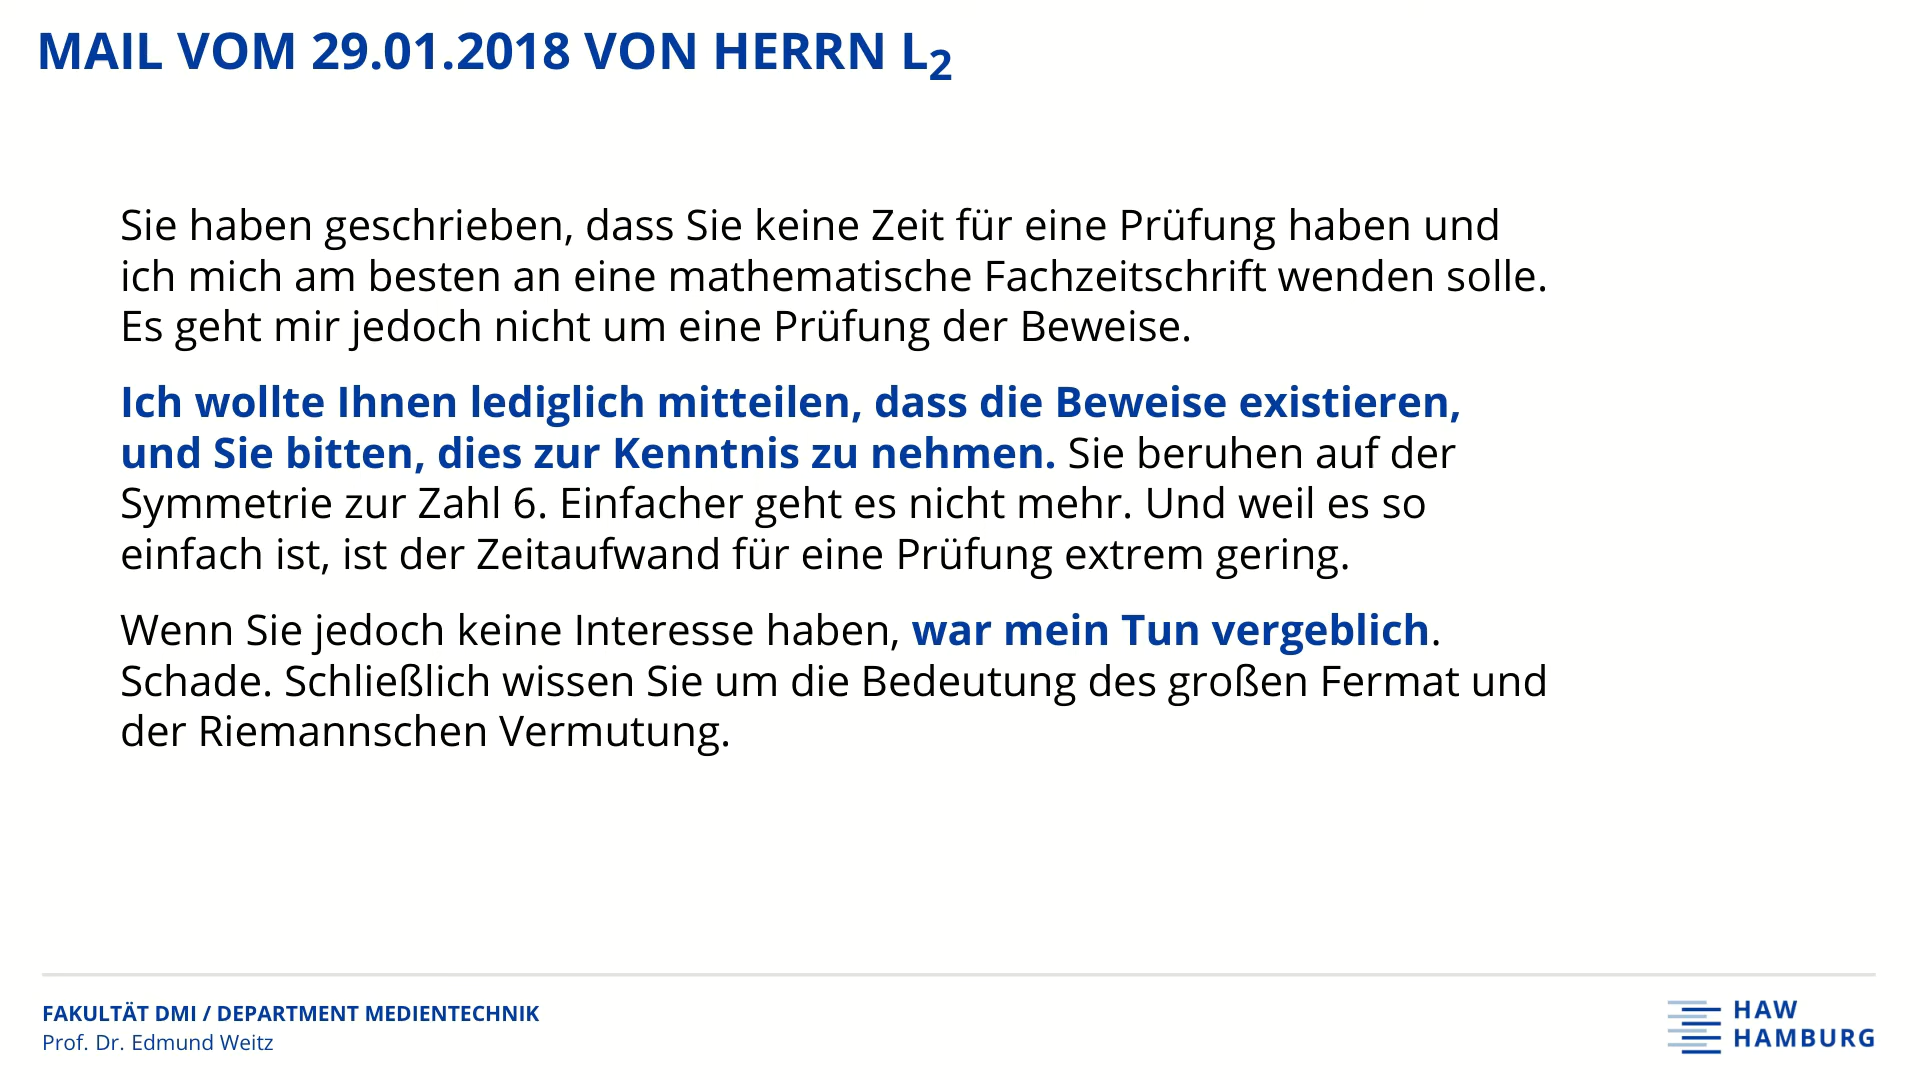 MAIL VOM 29.01.2018 VON HERRN L₂
Sie haben geschrieben, dass Sie keine Zeit für eine Prüfung haben und
ich mich am besten an eine mathematische Fachzeitschrift wenden solle.
Es geht mir jedoch nicht um eine Prüfung der Beweise.
Ich wollte Ihnen lediglich mitteilen, dass die Beweise existieren,
und Sie bitten, dies zur Kenntnis zu nehmen. Sie beruhen auf der
Symmetrie zur Zahl 6. Einfacher geht es nicht mehr. Und weil es so
einfach ist, ist der Zeitaufwand für eine Prüfung extrem gering.
Wenn Sie jedoch keine Interesse haben, war mein Tun vergeblich.
Schade. Schließlich wissen Sie um die Bedeutung des großen Fermat und
der Riemannschen Vermutung.
FAKULTÄT DMI / DEPARTMENT MEDIENTECHNIK
Prof. Dr. Edmund Weitz
HAW
HAMBURG